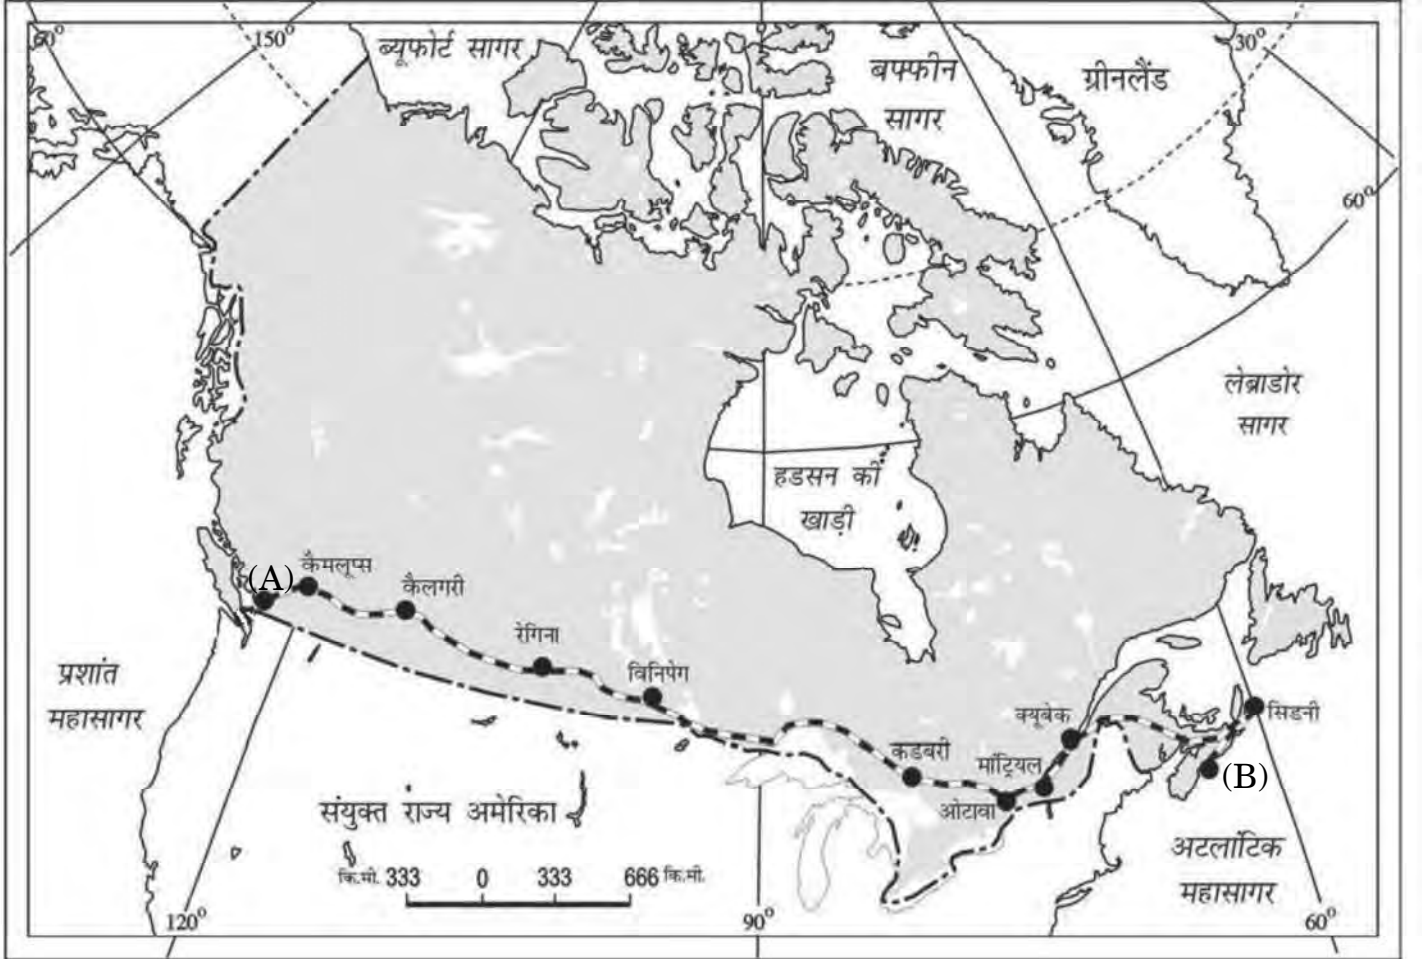 60°
150°
ब्यूफोर्ट सागर
बफ्फीन
सागर
ग्रीनलैंड
30°
60°
लेब्राडोर
सागर
हडसन की
खाड़ी
(A)
कैमलूप्स
कैलगरी
रेगिना
विनिपेग
प्रशांत
महासागर
क्यूबेक
सिडनी
कडबरी
मॉट्रियल
ओटावा
(B)
संयुक्त राज्य अमेरिका
अटलांटिक
महासागर
कि.मी. 333 0 333 666 कि.मी.
120°
90°
60°